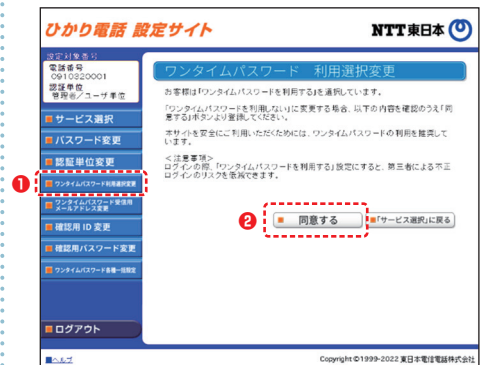 ひかり電話 設定サイト
NTT東日本
設定対象番号
電話番号
0910320001
認証単位
管理者/ユーザ単位
サービス選択
パスワード変更
認証単位変更
❶
ワンタイムパスワード利用選択変更
ワンタイムパスワード受信用
メールアドレス変更
確認用 ID 変更
確認用パスワード変更
ワンタイムパスワード各種一括設定
ログアウト
ヘルプ
ワンタイムパスワード 利用選択変更
お客様は「ワンタイムパスワードを利用する」を選択しています。
「ワンタイムパスワードを利用しない」に変更する場合、以下の内容を確認のうえ「同
意する」ボタンより登録してください。
本サイトを安全にご利用いただくためには、ワンタイムパスワードの利用を推奨して
います。
<注意事項>
ログインの際、「ワンタイムパスワードを利用する」設定にすると、第三者による不正
ログインのリスクを低減できます。
❷
同意する
「サービス選択」に戻る
Copyright©1999-2022 東日本電信電話株式会社